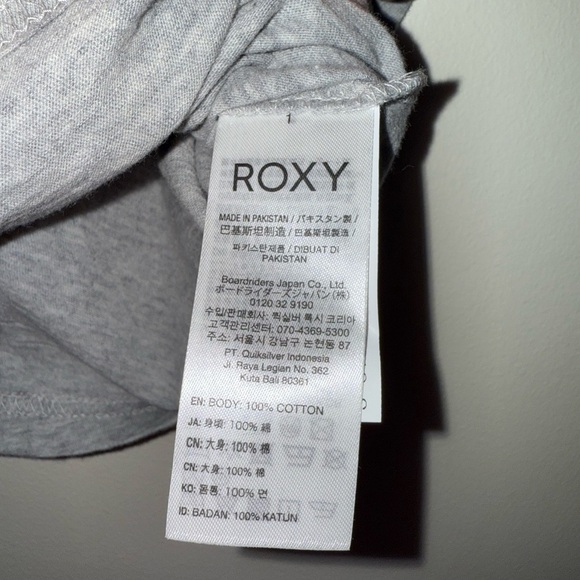 1
ROXY
MADE IN PAKISTAN / パキスタン製 /
巴基斯坦制造 / 巴基斯坦製造 /
파키스탄제품 / DIBUAT DI
PAKISTAN
Boardriders Japan Co., Ltd.
ボードライダーズジャパン(株)
0120 32 9190
수입/판매회사: 퀵실버 록시 코리아
고객관리센터: 070-4369-5300
주소: 서울시 강남구 논현동 87
PT. Quiksilver Indonesia
Jl. Raya Legian No. 362
Kuta Bali 80361
EN: BODY: 100% COTTON
JA: 身頃: 100% 綿
CN: 大身: 100% 棉
CN: 大身: 100% 棉
KO: 몸통: 100% 면
ID: BADAN: 100% KATUN